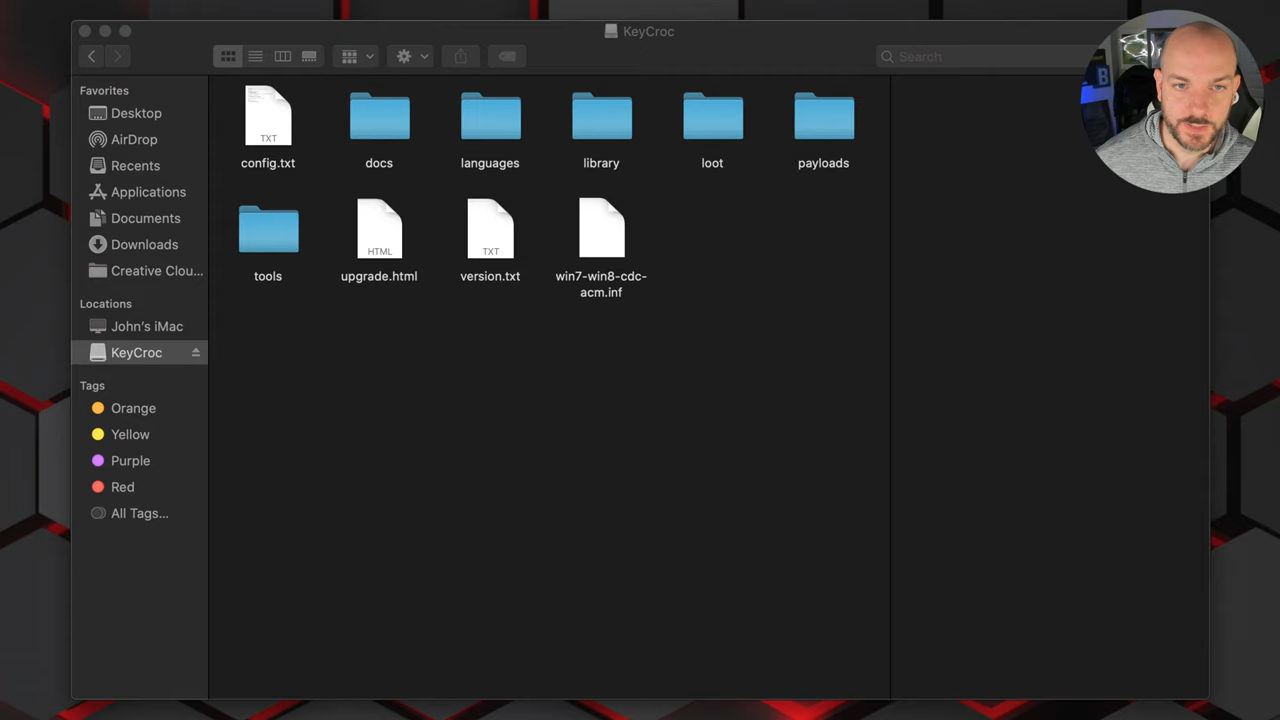 KeyCroc
Search
Favorites
Desktop
AirDrop
Recents
Applications
Documents
Downloads
Creative Clou...
Locations
John's iMac
KeyCroc
Tags
Orange
Yellow
Purple
Red
All Tags...
TXT
config.txt
docs
languages
library
loot
payloads
tools
HTML
upgrade.html
TXT
version.txt
win7-win8-cdc-
acm.inf
B